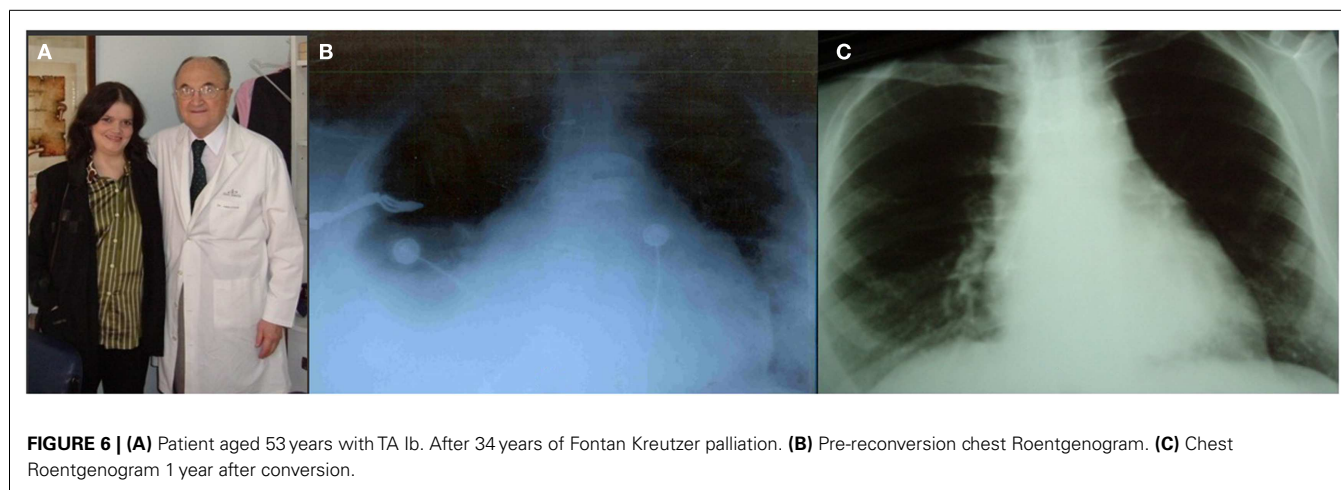 A
B
C
FIGURE 6 | (A) Patient aged 53 years with TA Ib. After 34 years of Fontan Kreutzer palliation. (B) Pre-reconversion chest Roentgenogram. (C) Chest
Roentgenogram 1 year after conversion.